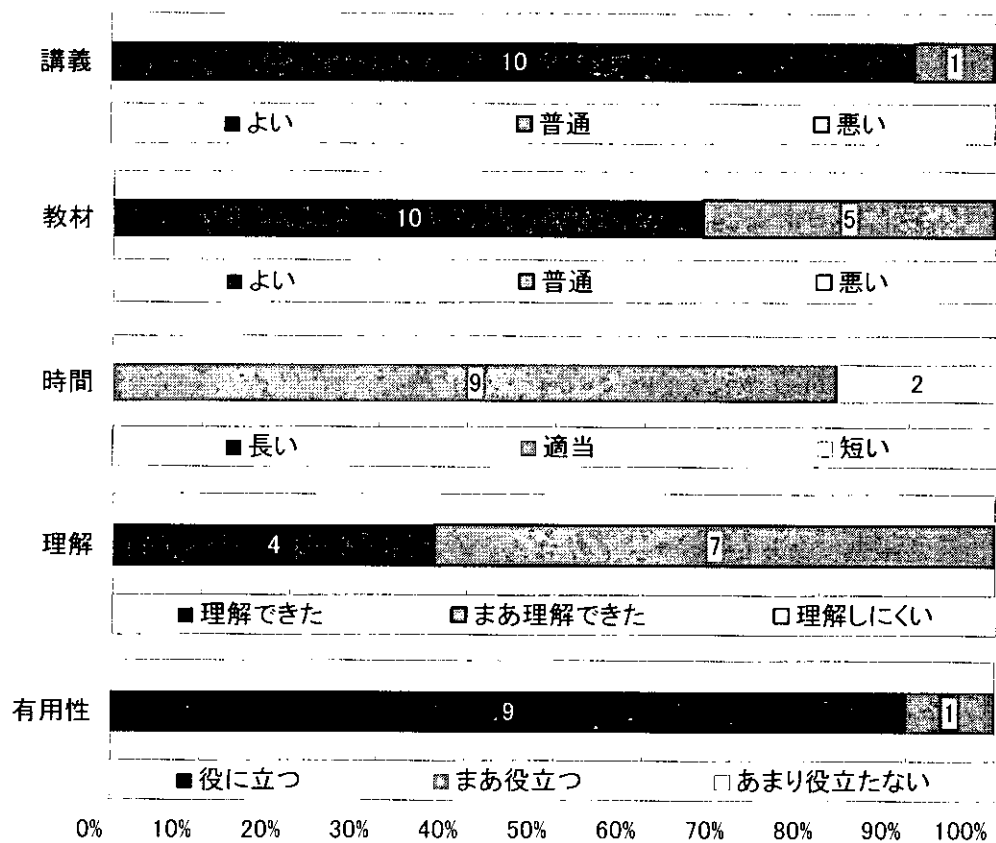 講義 10 1
■よい ■普通 □悪い
教材 10 5
■よい ■普通 □悪い
時間 9 2
■長い ■適当 □短い
理解 4 7
■理解できた ■まあ理解できた □理解しにくい
有用性 9 1
■役に立つ ■まあ役立つ □あまり役立たない
0% 10% 20% 30% 40% 50% 60% 70% 80% 90% 100%